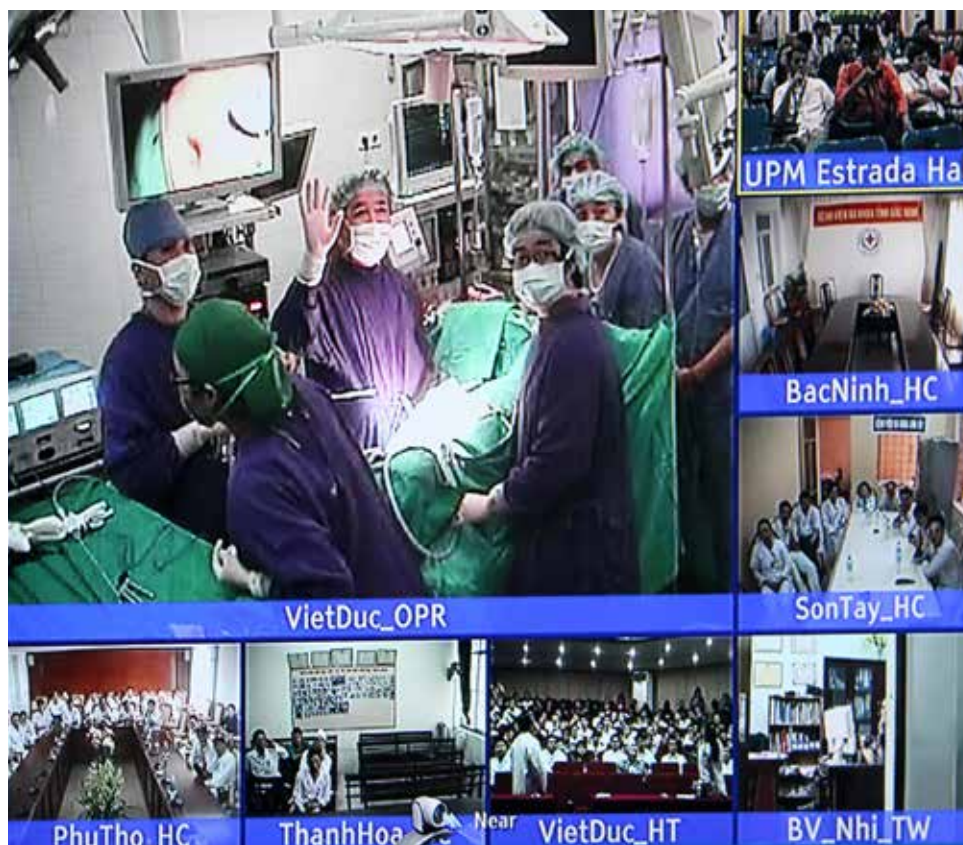 UPM Estrada Ha
BacNinh_HC
VietDuc_OPR
SonTay_HC
PhuTho_HC
ThanhHoa
Near
VietDuc_HT
BV_Nhi_TW